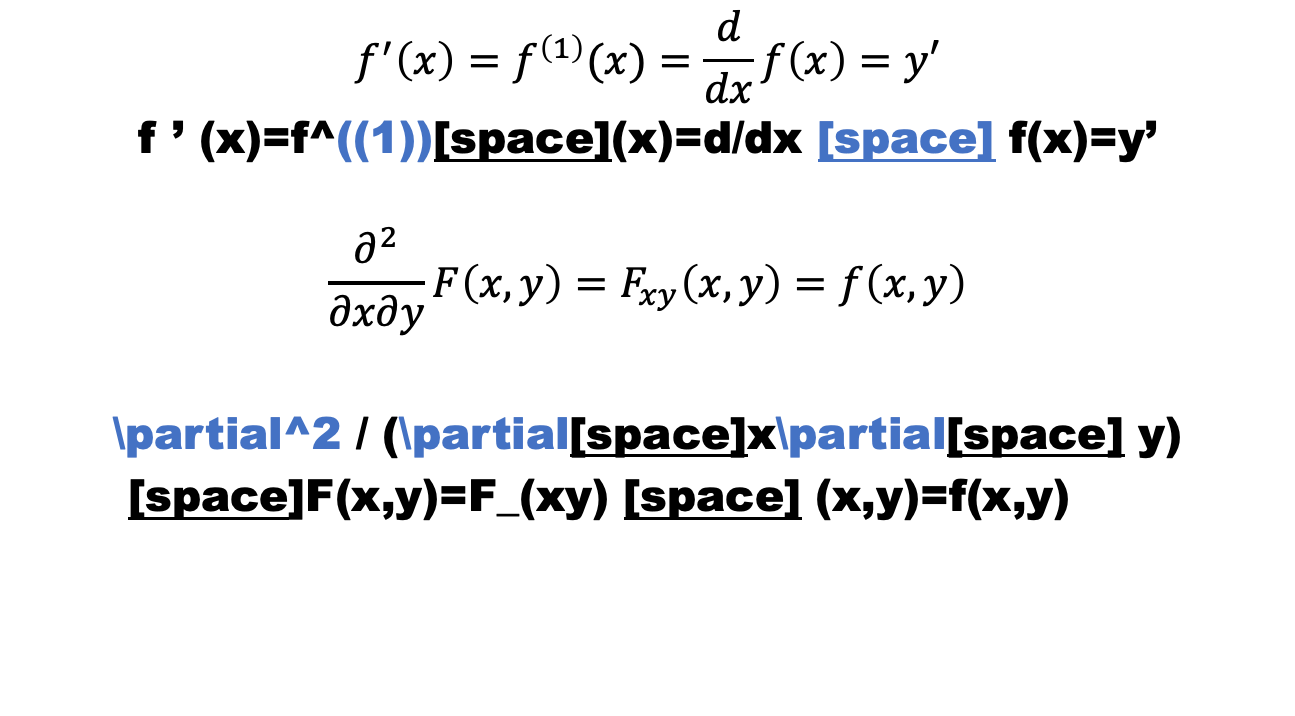 f′(x) = f⁽¹⁾(x) = d/dx f(x) = y′
f ’ (x)=f^((1))[space](x)=d/dx [space] f(x)=y’
∂²/∂x∂y F(x, y) = F_xy(x, y) = f(x, y)
\partial^2 / (\partial[space]x\partial[space] y)
[space]F(x,y)=F_(xy) [space] (x,y)=f(x,y)